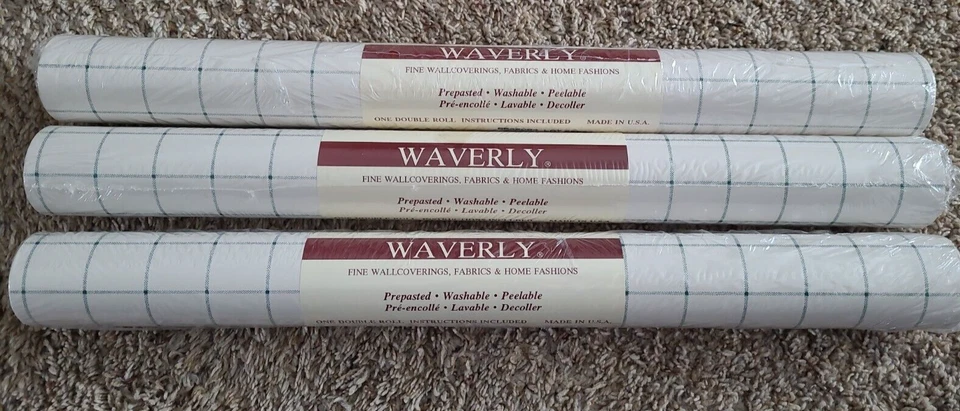 WAVERLY®
FINE WALLCOVERINGS, FABRICS & HOME FASHIONS
Prepasted • Washable • Peelable
Pré-encollé • Lavable • Decoller
ONE DOUBLE ROLL INSTRUCTIONS INCLUDED MADE IN U.S.A.
WAVERLY®
FINE WALLCOVERINGS, FABRICS & HOME FASHIONS
Prepasted • Washable • Peelable
Pré-encollé • Lavable • Decoller
WAVERLY®
FINE WALLCOVERINGS, FABRICS & HOME FASHIONS
Prepasted • Washable • Peelable
Pré-encollé • Lavable • Decoller
ONE DOUBLE ROLL INSTRUCTIONS INCLUDED MADE IN U.S.A.